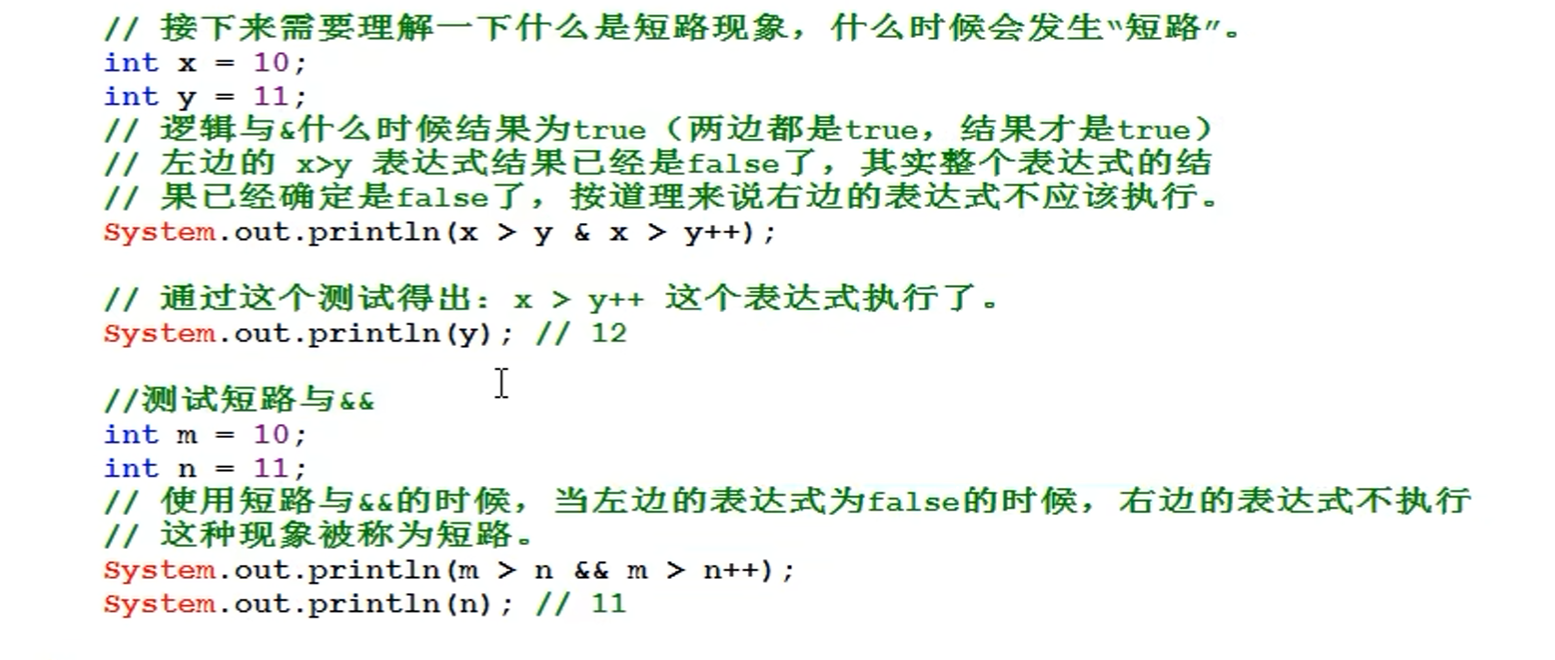 // 接下来需要理解一下什么是短路现象，什么时候会发生“短路”。
int x = 10;
int y = 11;
// 逻辑与&什么时候结果为true（两边都是true，结果才是true）
// 左边的 x>y 表达式结果已经是false了，其实整个表达式的结
// 果已经确定是false了，按道理来说右边的表达式不应该执行。
System.out.println(x > y & x > y++);
// 通过这个测试得出：x > y++ 这个表达式执行了。
System.out.println(y); // 12
//测试短路与&&
int m = 10;
int n = 11;
// 使用短路与&&的时候，当左边的表达式为false的时候，右边的表达式不执行
// 这种现象被称为短路。
System.out.println(m > n && m > n++);
System.out.println(n); // 11